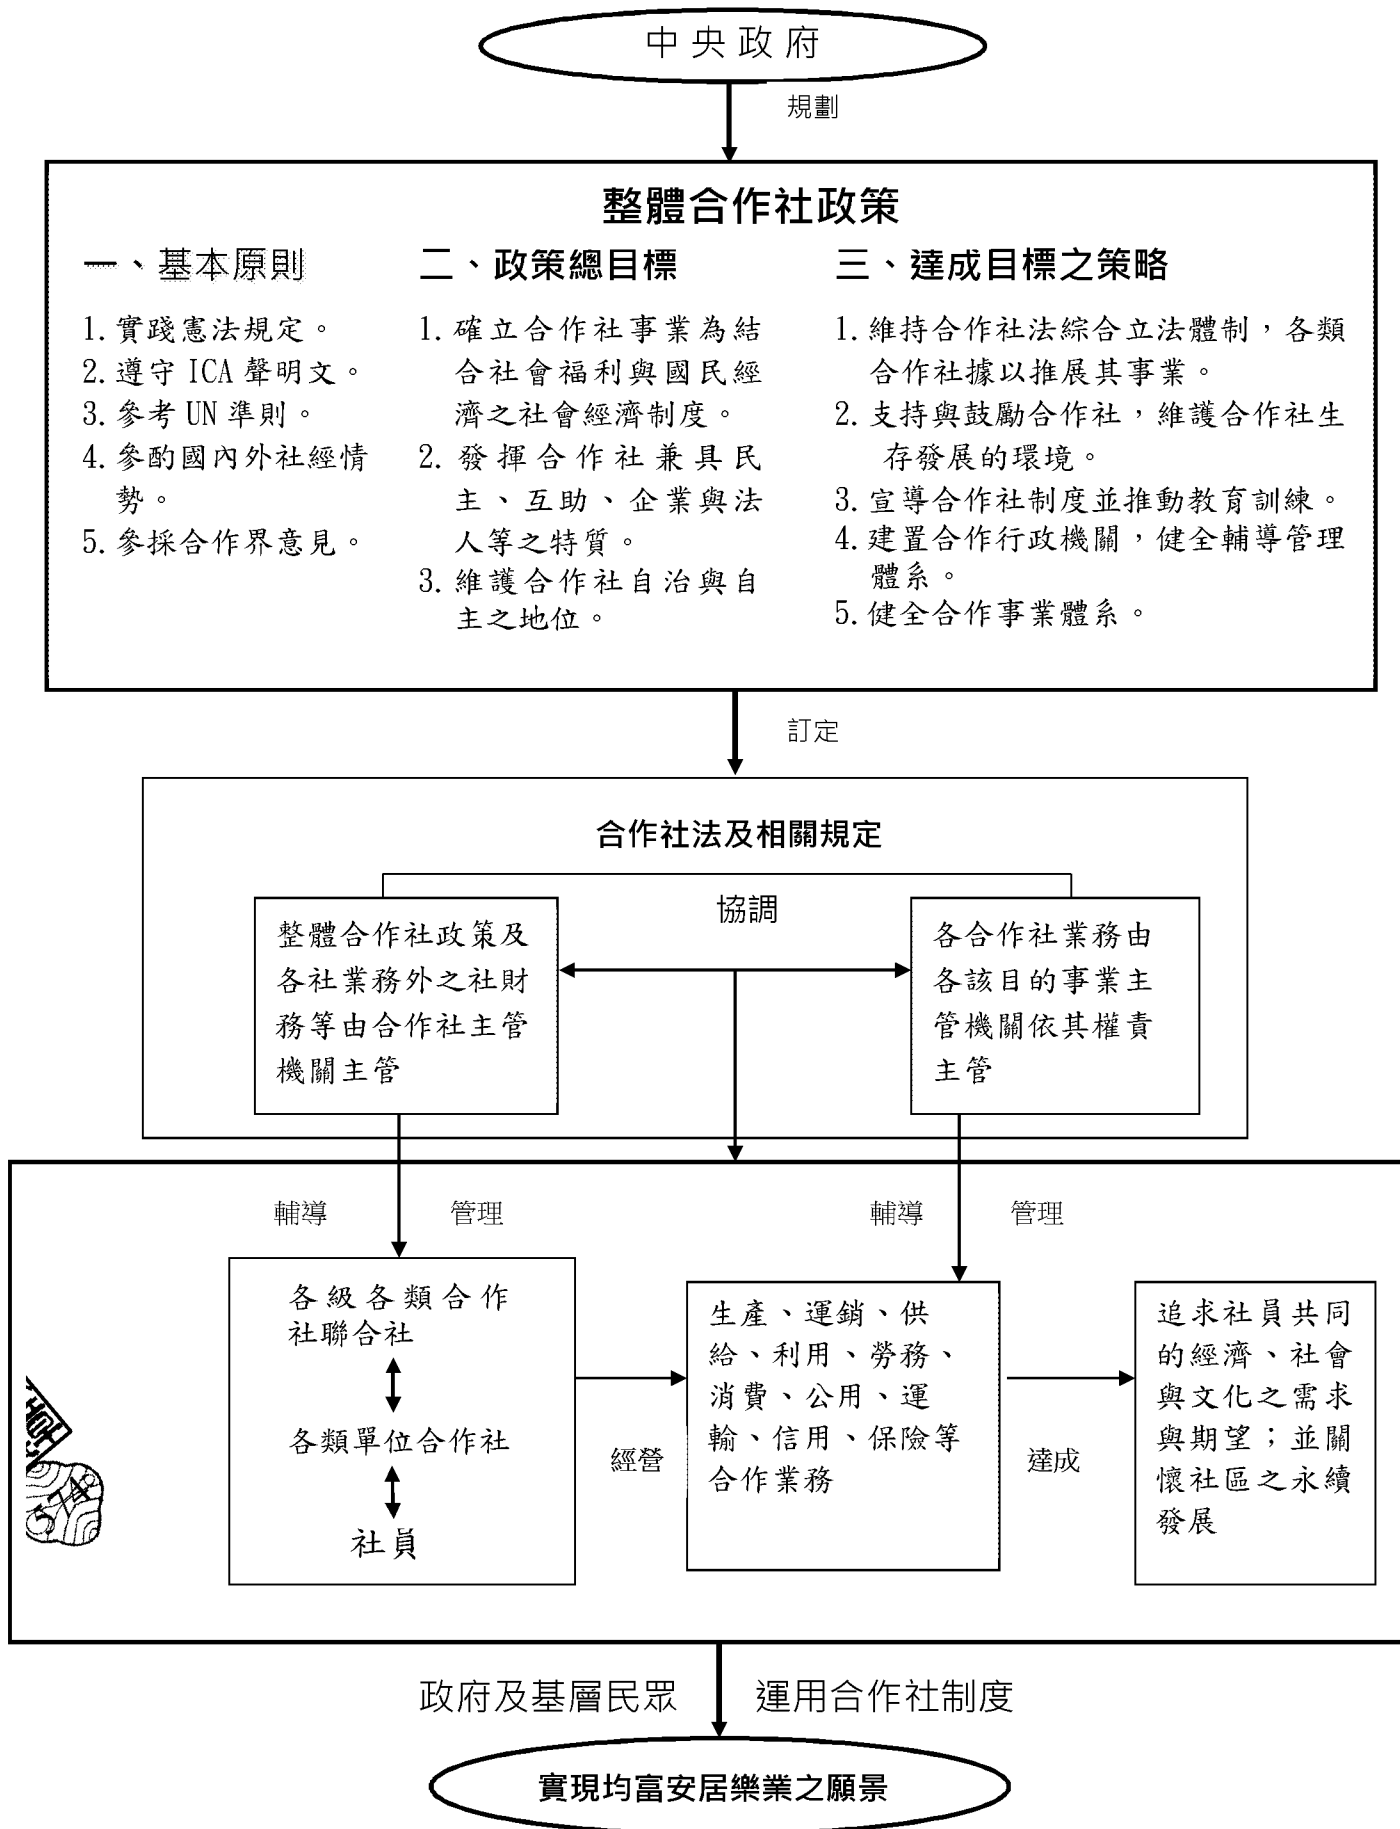 中央政府
規劃
整體合作社政策
一、基本原則
1. 實踐憲法規定。
2. 遵守 ICA 聲明文。
3. 參考 UN 準則。
4. 參酌國內外社經情
勢。
5. 參採合作界意見。
二、政策總目標
1. 確立合作社事業為結
合社會福利與國民經
濟之社會經濟制度。
2. 發揮合作社兼具民
主、互助、企業與法
人等之特質。
3. 維護合作社自治與自
主之地位。
三、達成目標之策略
1. 維持合作社法綜合立法體制，各類
合作社據以推展其事業。
2. 支持與鼓勵合作社，維護合作社生
存發展的環境。
3. 宣導合作社制度並推動教育訓練。
4. 建置合作行政機關，健全輔導管理
體系。
5. 健全合作事業體系。
訂定
合作社法及相關規定
協調
整體合作社政策及
各社業務外之社財
務等由合作社主管
機關主管
各合作社業務由
各該目的事業主
管機關依其權責
主管
輔導 管理
輔導 管理
各級各類合作
社聯合社
各類單位合作社
社員
經營
生產、運銷、供
給、利用、勞務、
消費、公用、運
輸、信用、保險等
合作業務
達成
追求社員共同
的經濟、社會
與文化之需求
與期望；並關
懷社區之永續
發展
574
政府及基層民眾 運用合作社制度
實現均富安居樂業之願景